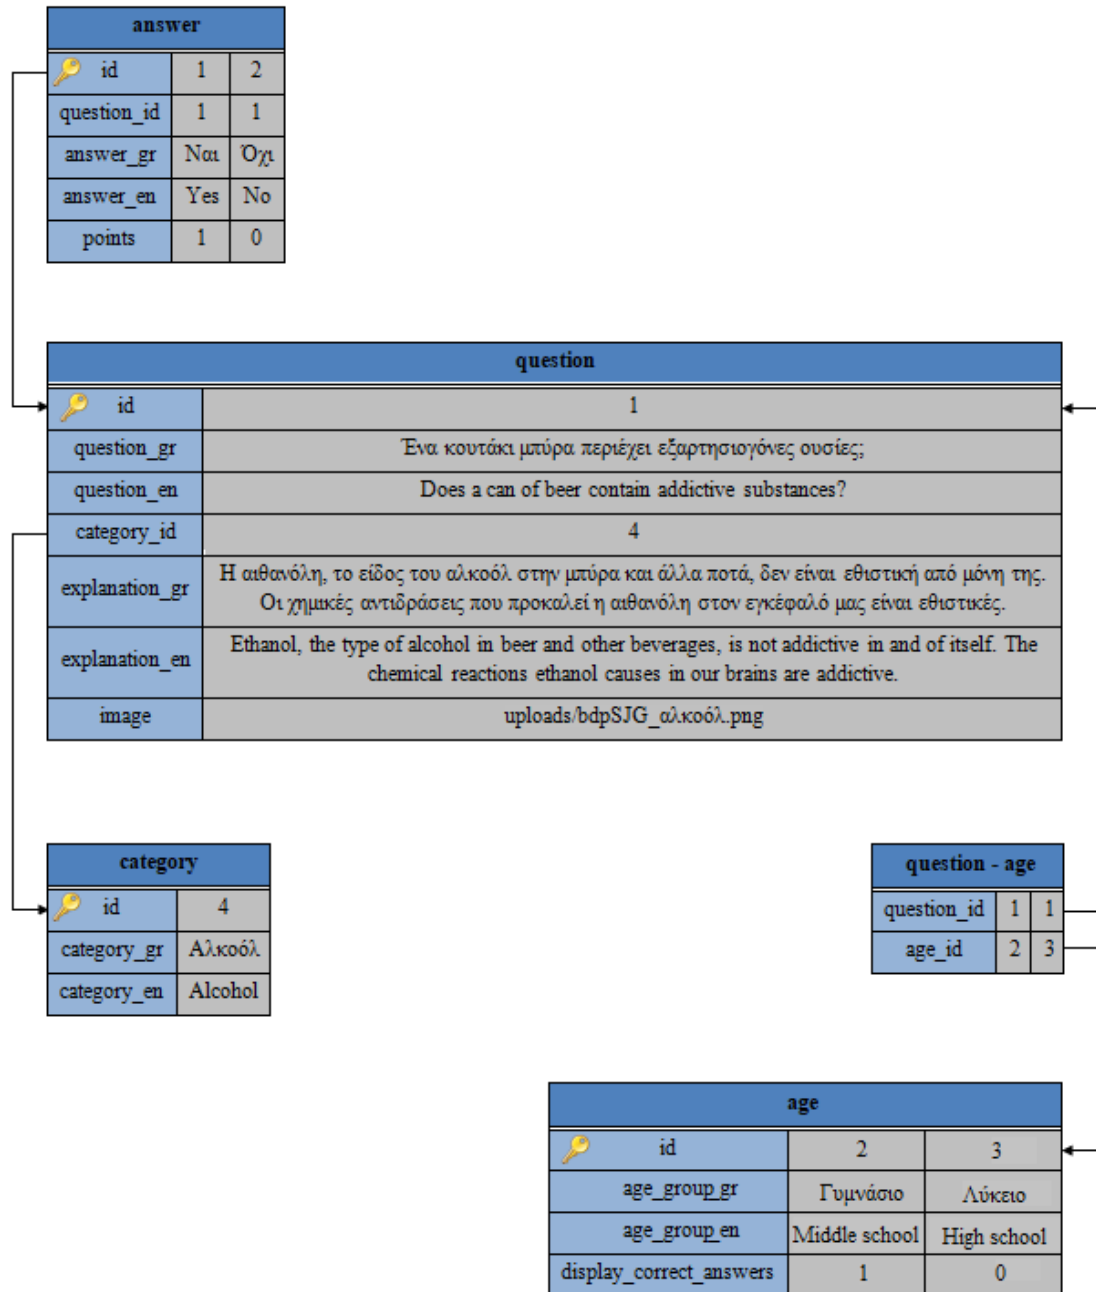 answer
id 1 2
question_id 1 1
answer_gr Ναι Όχι
answer_en Yes No
points 1 0
question
id 1
question_gr Ένα κουτάκι μπύρα περιέχει εξαρτησιογόνες ουσίες;
question_en Does a can of beer contain addictive substances?
category_id 4
explanation_gr Η αιθανόλη, το είδος του αλκοόλ στην μπύρα και άλλα ποτά, δεν είναι εθιστική από μόνη της.
Οι χημικές αντιδράσεις που προκαλεί η αιθανόλη στον εγκέφαλό μας είναι εθιστικές.
explanation_en Ethanol, the type of alcohol in beer and other beverages, is not addictive in and of itself. The
chemical reactions ethanol causes in our brains are addictive.
image uploads/bdpSJG_αλκοόλ.png
category
id 4
category_gr Αλκοόλ
category_en Alcohol
question - age
question_id 1 1
age_id 2 3
age
id 2 3
age_group_gr Γυμνάσιο Λύκειο
age_group_en Middle school High school
display_correct_answers 1 0